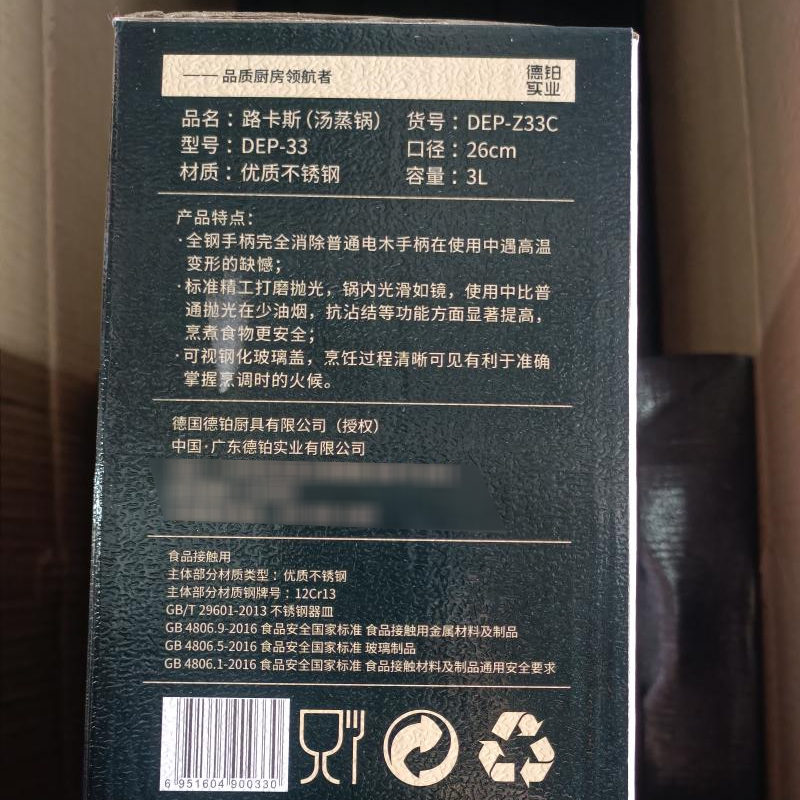 ——品质厨房领航者
德铂
实业
品名：路卡斯（汤蒸锅） 货号：DEP-Z33C
型号：DEP-33 口径：26cm
材质：优质不锈钢 容量：3L
产品特点：
·全钢手柄完全消除普通电木手柄在使用中遇高温
变形的缺憾；
·标准精工打磨抛光，锅内光滑如镜，使用中比普
通抛光在少油烟，抗沾结等功能方面显著提高，
烹煮食物更安全；
·可视钢化玻璃盖，烹饪过程清晰可见有利于准确
掌握烹调时的火候。
德国德铂厨具有限公司（授权）
中国·广东德铂实业有限公司
食品接触用
主体部分材质类型：优质不锈钢
主体部分材质钢牌号：12Cr13
GB/T 29601-2013 不锈钢器皿
GB 4806.9-2016 食品安全国家标准 食品接触用金属材料及制品
GB 4806.5-2016 食品安全国家标准 玻璃制品
GB 4806.1-2016 食品安全国家标准 食品接触材料及制品通用安全要求
6 951604 900330